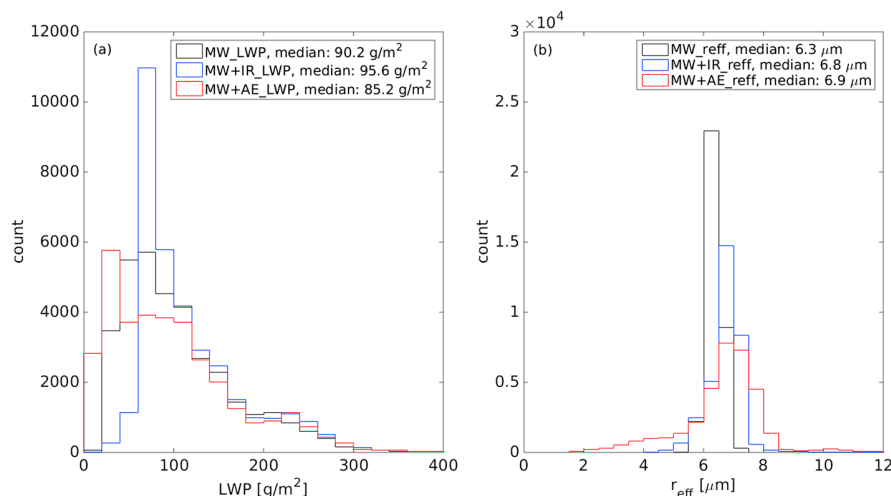 (a)
MW_LWP, median: 90.2 g/m²
MW+IR_LWP, median: 95.6 g/m²
MW+AE_LWP, median: 85.2 g/m²
12000
10000
8000
6000
4000
2000
0
count
0 100 200 300 400
LWP [g/m²]
×10⁴
(b)
MW_reff, median: 6.3 μm
MW+IR_reff, median: 6.8 μm
MW+AE_reff, median: 6.9 μm
3
2.5
2
1.5
1
0.5
0
count
0 2 4 6 8 10 12
r_eff [μm]